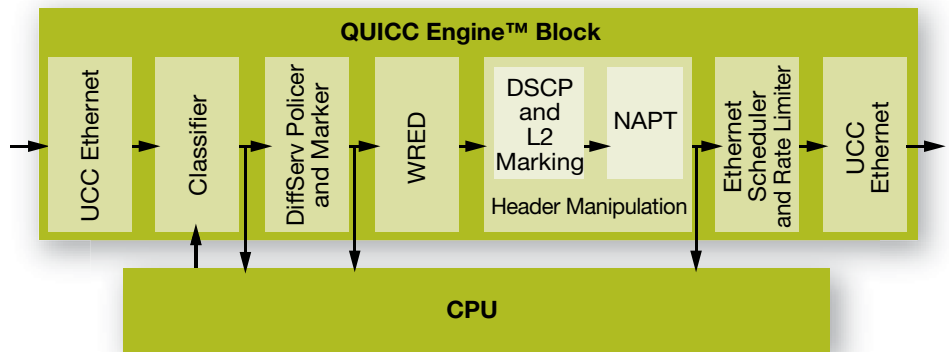 QUICC Engine™ Block
UCC Ethernet
Classifier
DiffServ Policer
and Marker
WRED
DSCP
and
L2
Marking
NAPT
Header Manipulation
Ethernet
Scheduler
and Rate Limiter
UCC
Ethernet
CPU